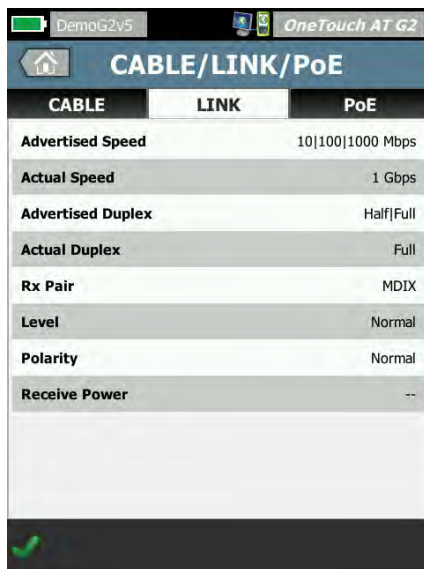 DemoG2v5 OneTouch AT G2
CABLE/LINK/PoE
CABLE LINK PoE
Advertised Speed 10|100|1000 Mbps
Actual Speed 1 Gbps
Advertised Duplex Half|Full
Actual Duplex Full
Rx Pair MDIX
Level Normal
Polarity Normal
Receive Power --